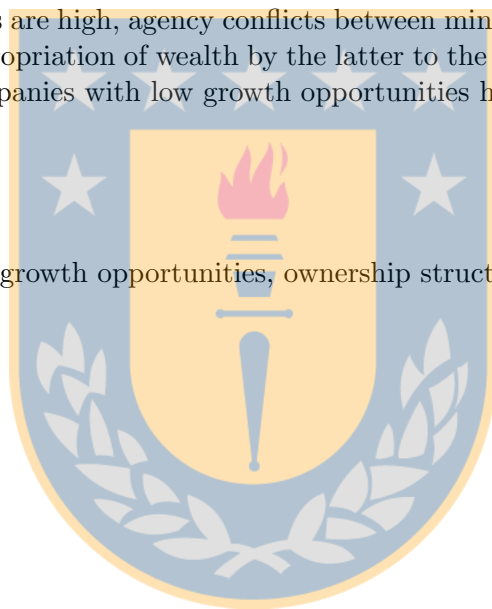 s are high, agency conflicts between min
opriation of wealth by the latter to the
panies with low growth opportunities h
growth opportunities, ownership struct